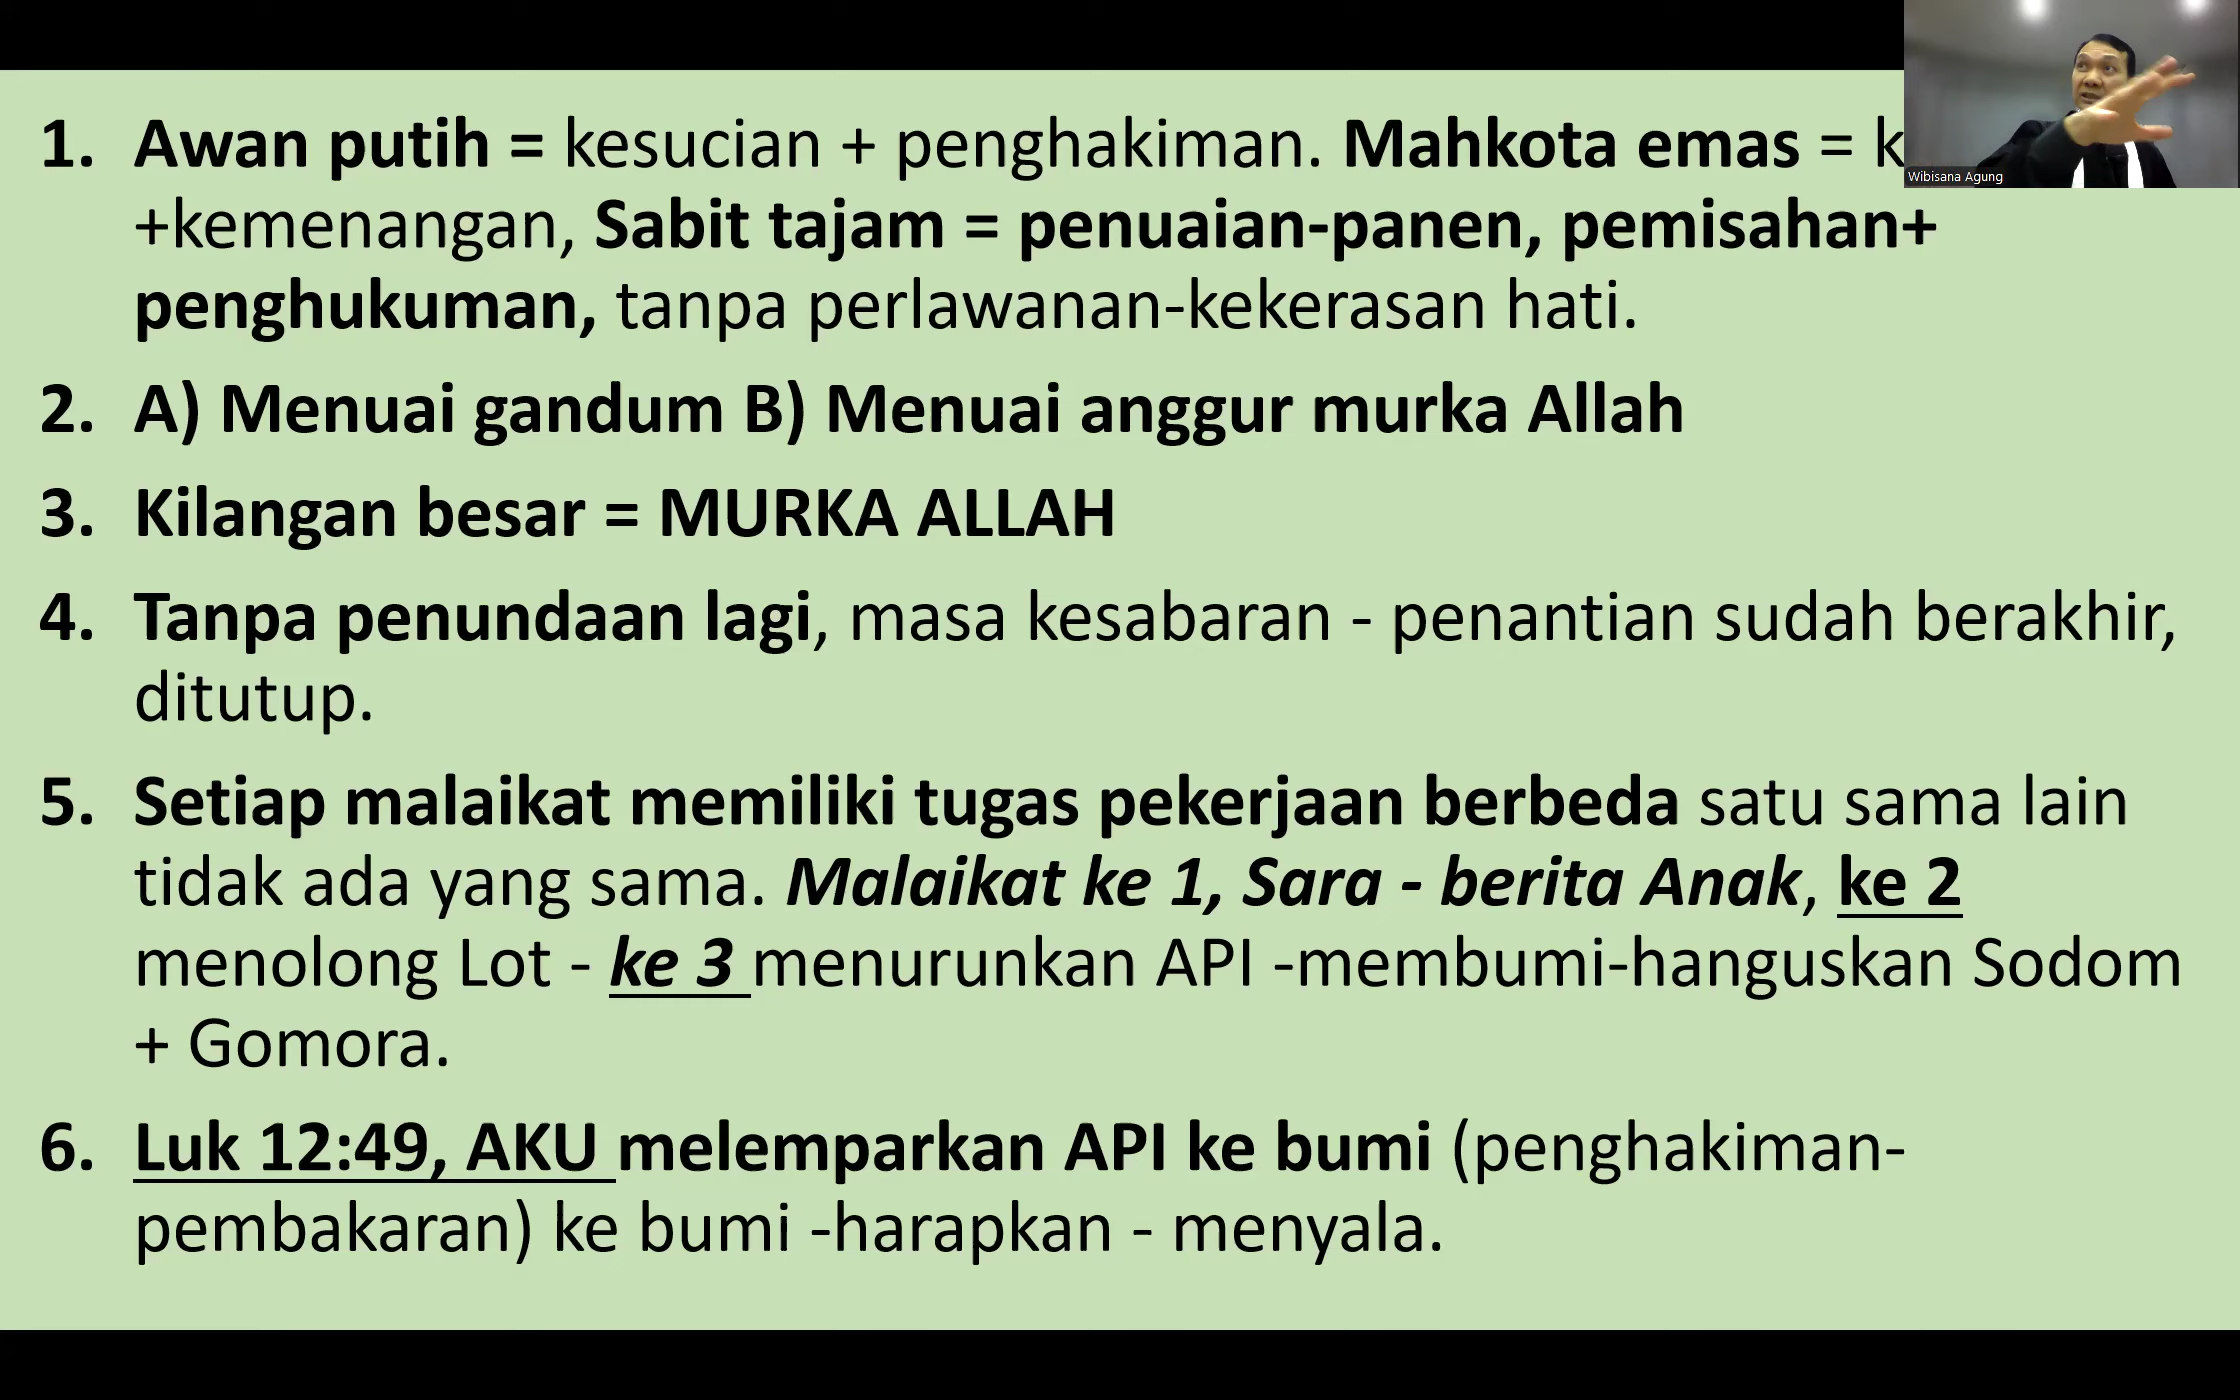 1. Awan putih = kesucian + penghakiman. Mahkota emas =
+kemenangan, Sabit tajam = penuaian-panen, pemisahan+
penghukuman, tanpa perlawanan-kekerasan hati.
2. A) Menuai gandum B) Menuai anggur murka Allah
3. Kilangan besar = MURKA ALLAH
4. Tanpa penundaan lagi, masa kesabaran - penantian sudah berakhir,
ditutup.
5. Setiap malaikat memiliki tugas pekerjaan berbeda satu sama lain
tidak ada yang sama. Malaikat ke 1, Sara - berita Anak, ke 2
menolong Lot - ke 3 menurunkan API -membumi-hanguskan Sodom
+ Gomora.
6. Luk 12:49, AKU melemparkan API ke bumi (penghakiman-
pembakaran) ke bumi -harapkan - menyala.
Wibisana Agung